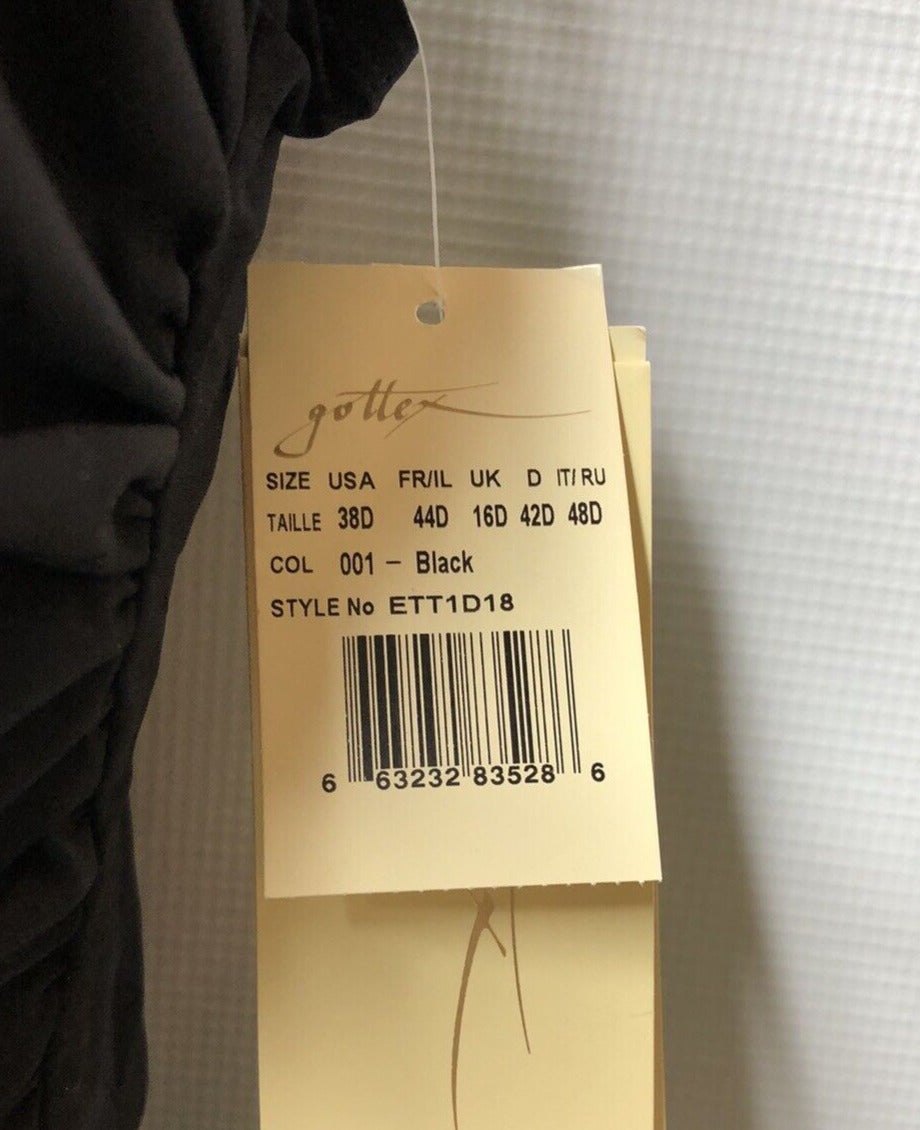 gottex
SIZE USA FR/IL UK D IT/RU
TAILLE 38D 44D 16D 42D 48D
COL 001 - Black
STYLE No ETT1D18
6 63232 83528 6